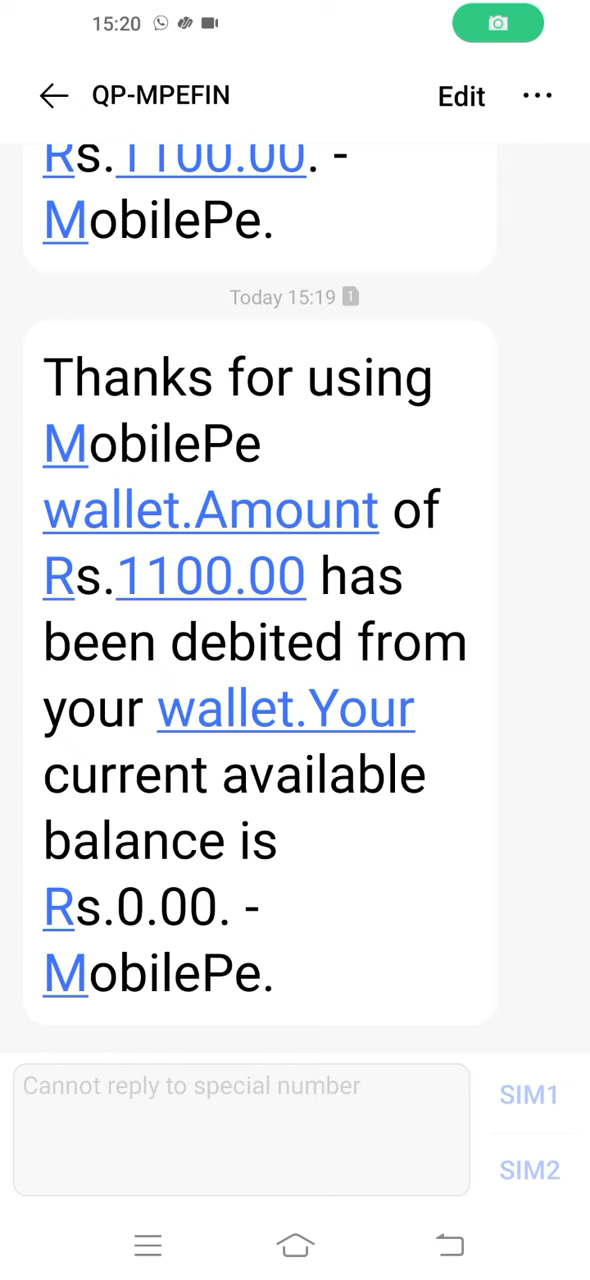 15:20
QP-MPEFIN
Edit
Rs.1100.00. -
MobilePe.
Today 15:19 1
Thanks for using
MobilePe
wallet.Amount of
Rs.1100.00 has
been debited from
your wallet.Your
current available
balance is
Rs.0.00. -
MobilePe.
Cannot reply to special number
SIM1
SIM2